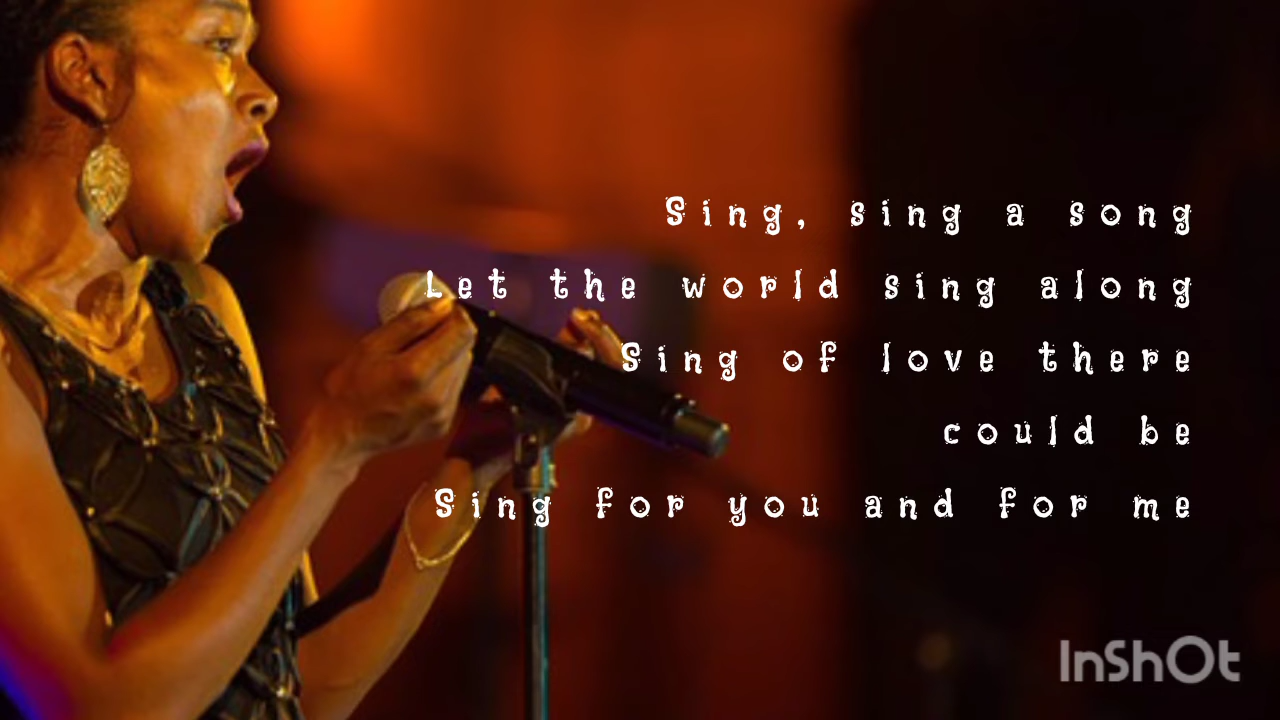 Sing, sing a song
Let the world sing along
Sing of love there
could be
Sing for you and for me
InShOt